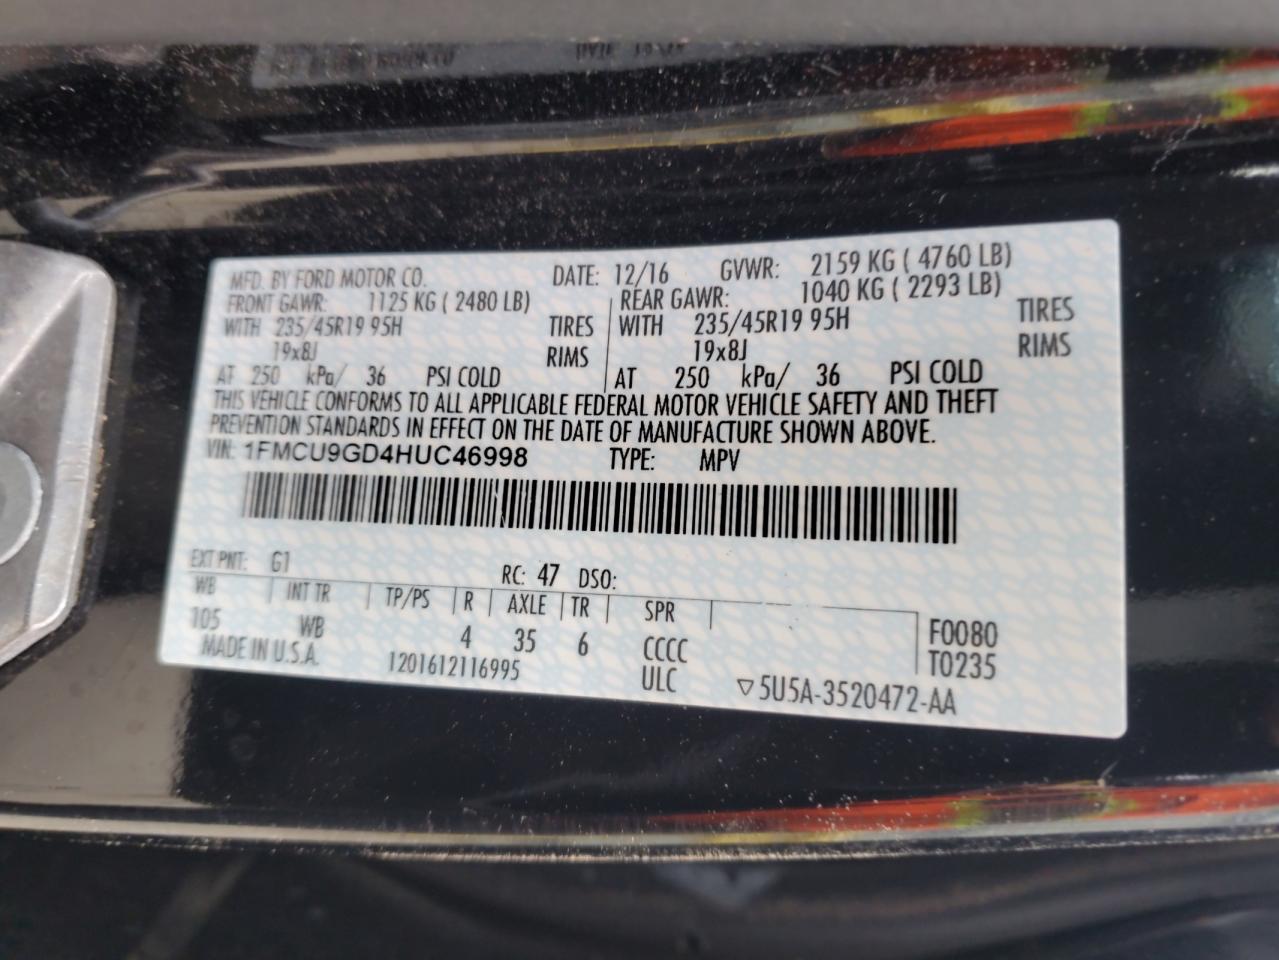 MFD. BY FORD MOTOR CO. DATE: 12/16 GVWR: 2159 KG ( 4760 LB)
FRONT GAWR: 1125 KG ( 2480 LB) REAR GAWR: 1040 KG ( 2293 LB)
WITH 235/45R19 95H TIRES WITH 235/45R19 95H TIRES
19x8J RIMS 19x8J RIMS
AT 250 kPa/ 36 PSI COLD AT 250 kPa/ 36 PSI COLD
THIS VEHICLE CONFORMS TO ALL APPLICABLE FEDERAL MOTOR VEHICLE SAFETY AND THEFT
PREVENTION STANDARDS IN EFFECT ON THE DATE OF MANUFACTURE SHOWN ABOVE.
VIN: 1FMCU9GD4HUC46998 TYPE: MPV
EXT PNT: G1 RC: 47 DSO:
WB INT TR TP/PS R AXLE TR SPR
105 WB 4 35 6 CCCC F0080
MADE IN U.S.A. 1201612116995 ULC T0235
▽5U5A-3520472-AA